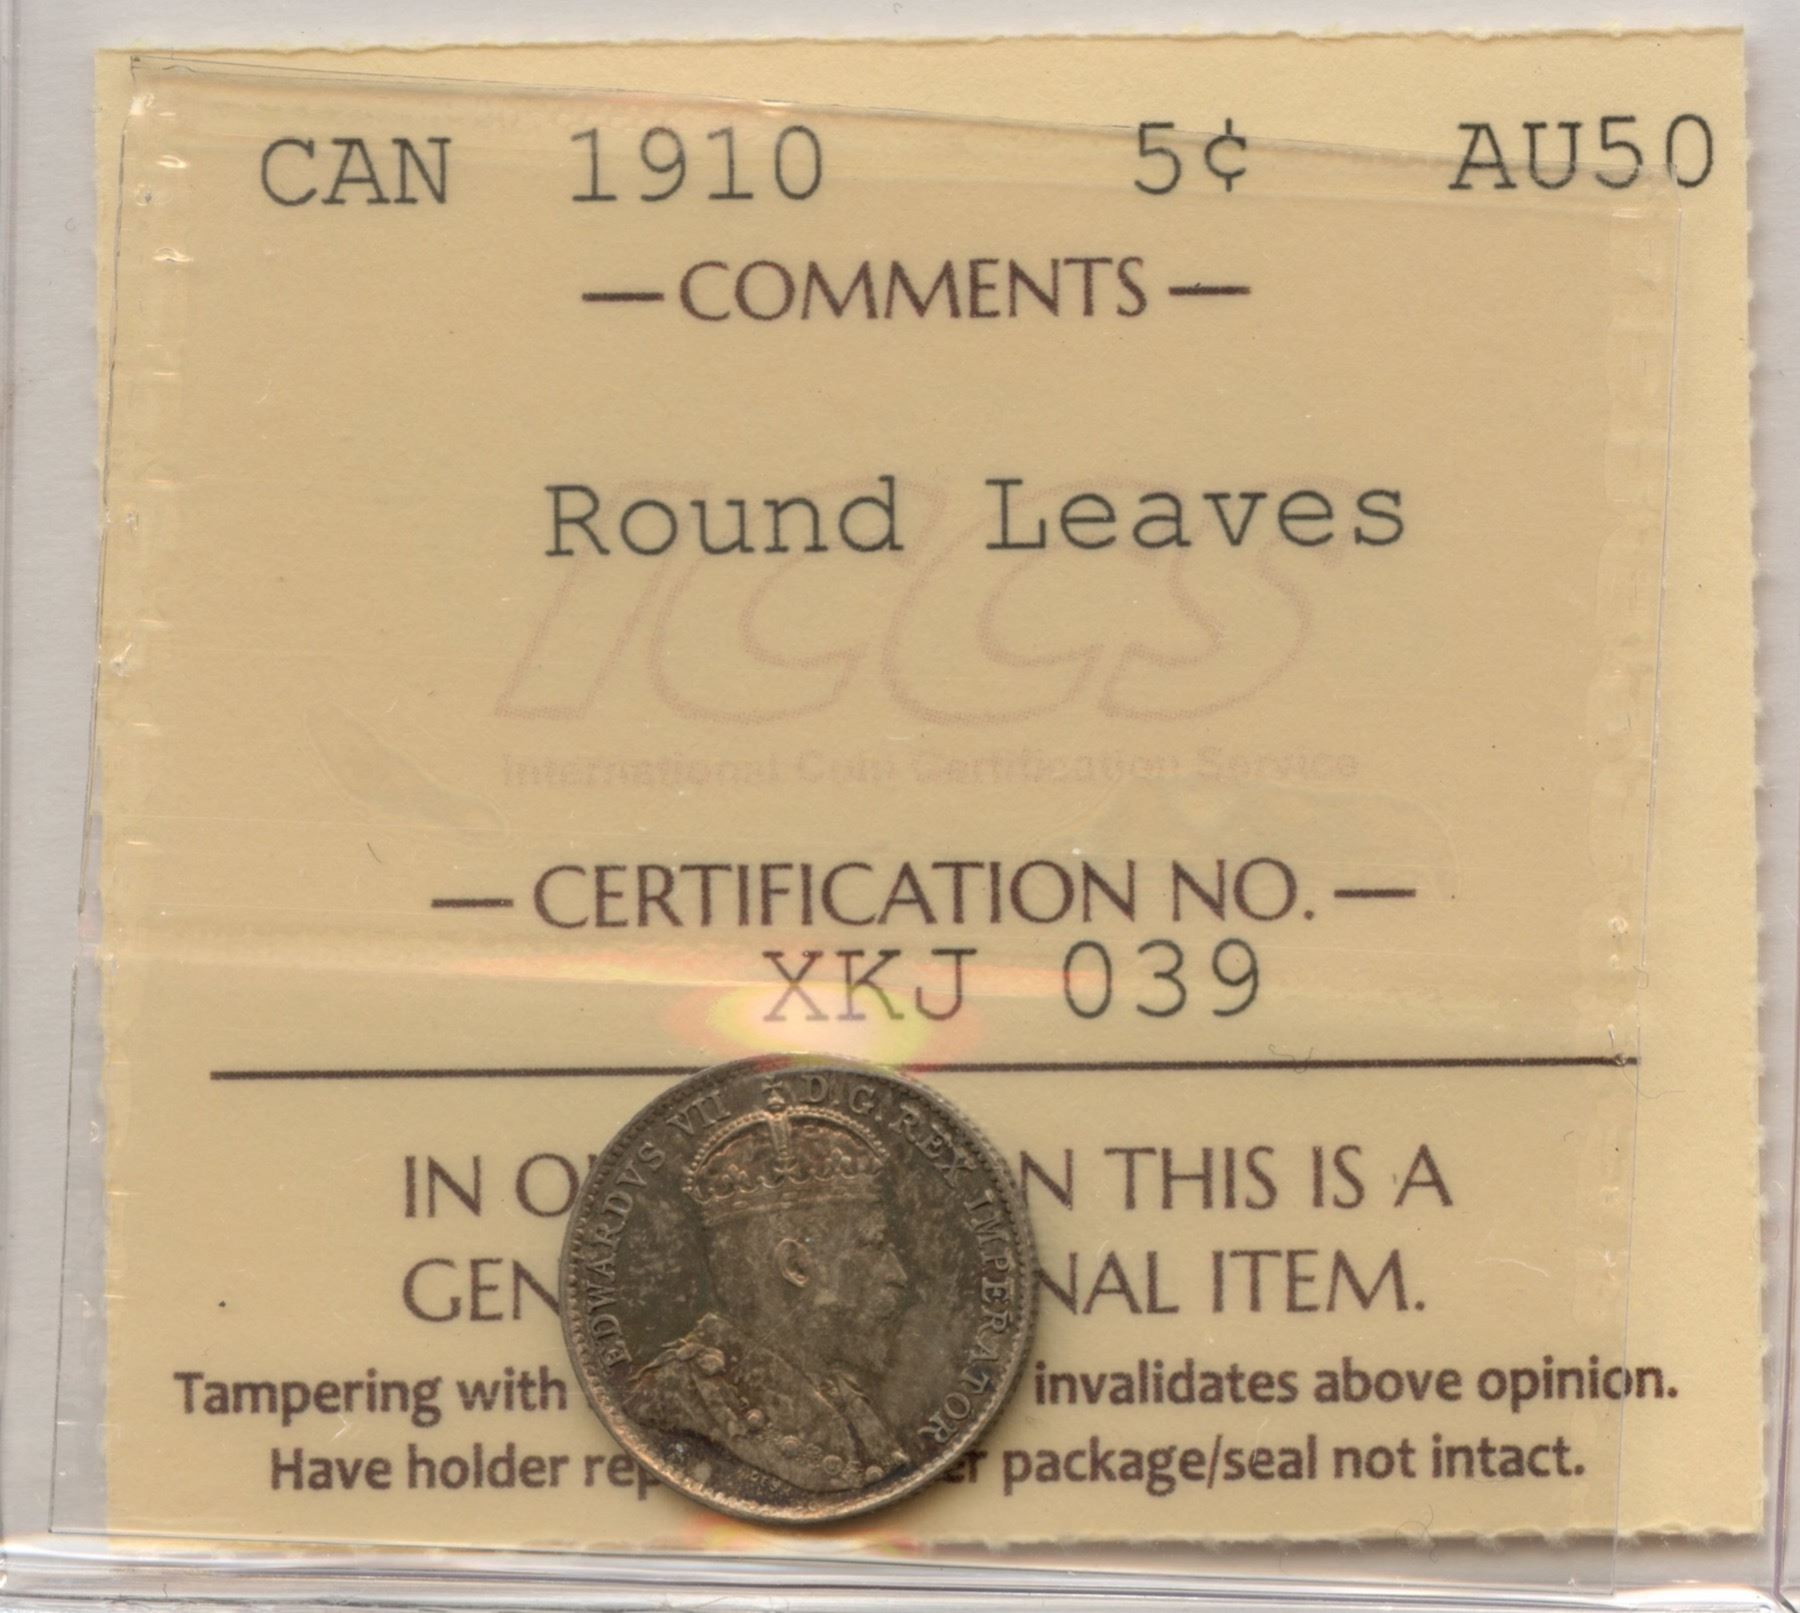 CAN 1910 5¢ AU50
—COMMENTS—
Round Leaves
ICCS
International Coin Certification Service
—CERTIFICATION NO.—
XKJ 039
IN O N THIS IS A
GEN NAL ITEM.
Tampering with invalidates above opinion.
Have holder rep er package/seal not intact.
EDWARDVS VII D.G. REX IMPERATOR